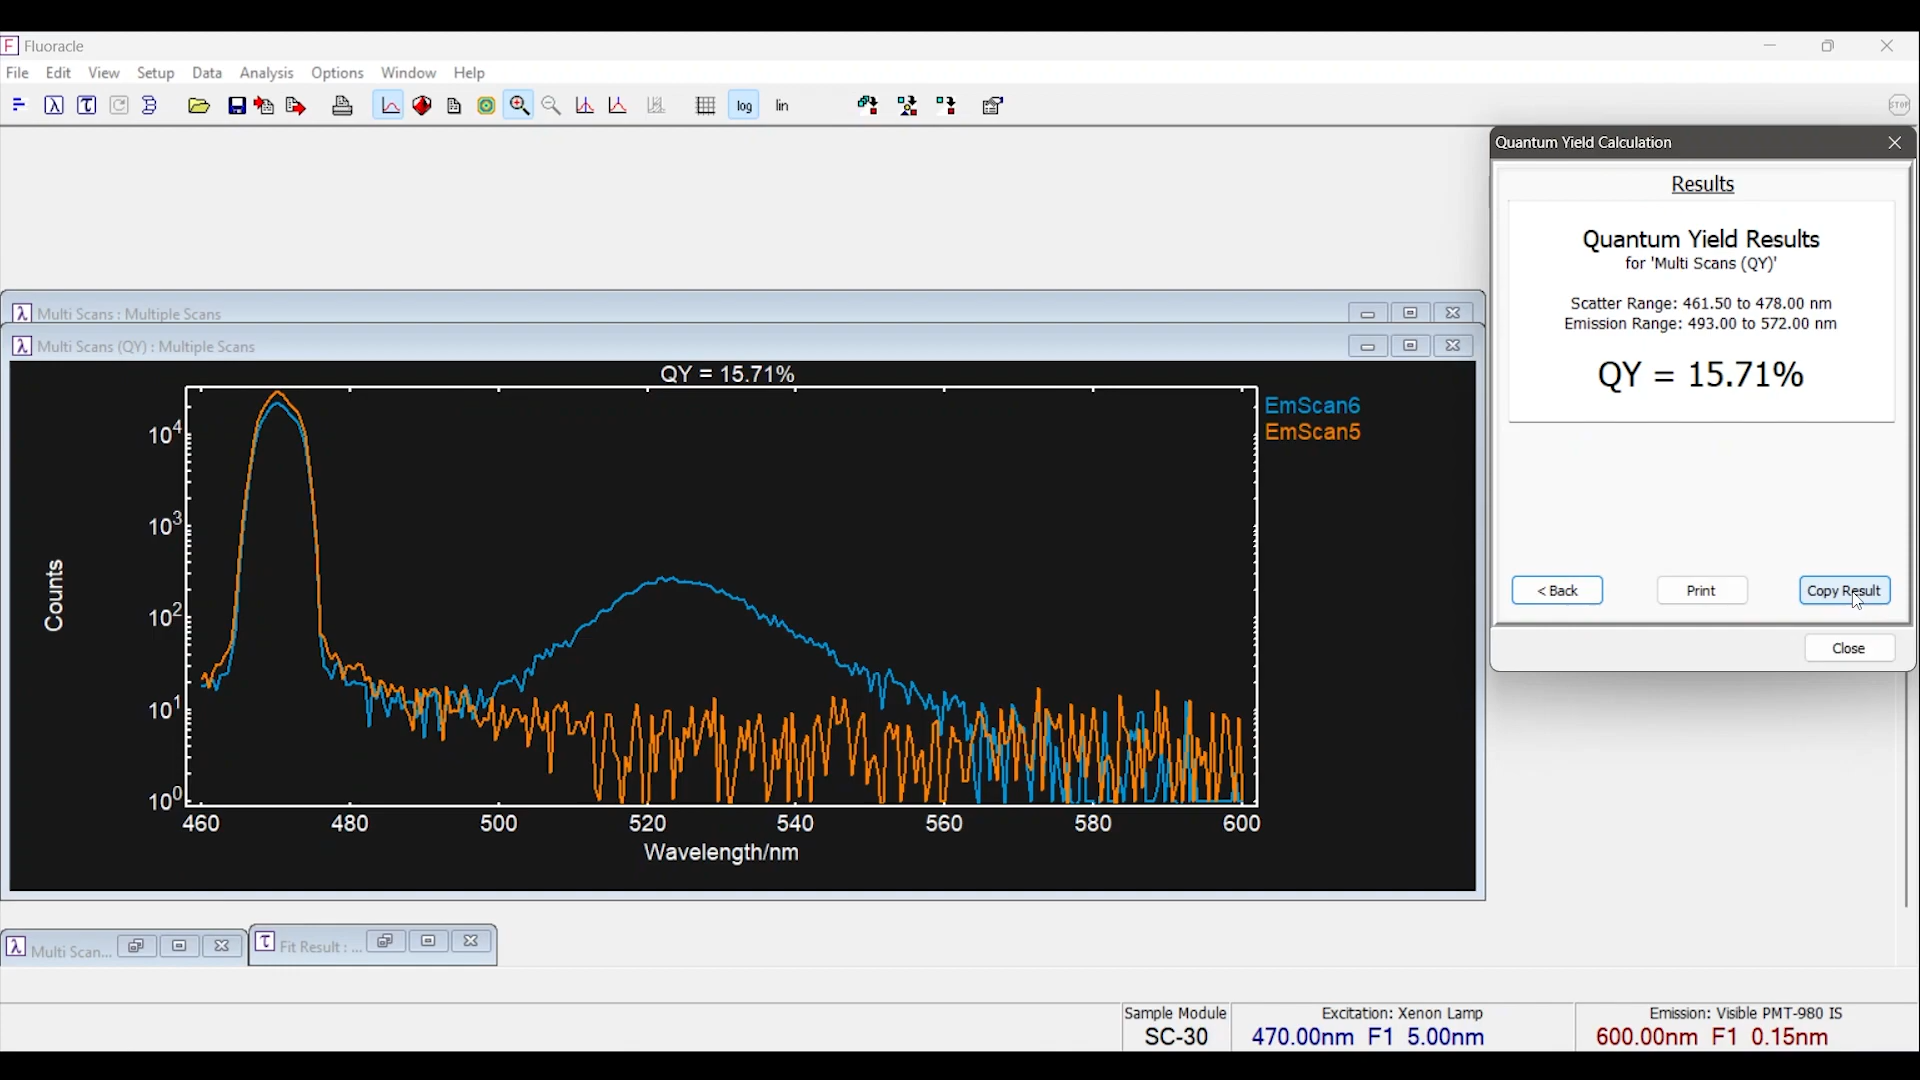 F Fluoracle
File Edit View Setup Data Analysis Options Window Help
λ τ log lin STOP
Quantum Yield Calculation
Results
Quantum Yield Results
for 'Multi Scans (QY)'
Scatter Range: 461.50 to 478.00 nm
Emission Range: 493.00 to 572.00 nm
QY = 15.71%
< Back Print Copy Result
Close
λ Multi Scans : Multiple Scans
λ Multi Scans (QY) : Multiple Scans
QY = 15.71%
EmScan6
EmScan5
10⁴
10³
10²
10¹
10⁰
Counts
460 480 500 520 540 560 580 600
Wavelength/nm
λ Multi Scan... τ Fit Result : ...
Sample Module Excitation: Xenon Lamp Emission: Visible PMT-980 IS
SC-30 470.00nm F1 5.00nm 600.00nm F1 0.15nm